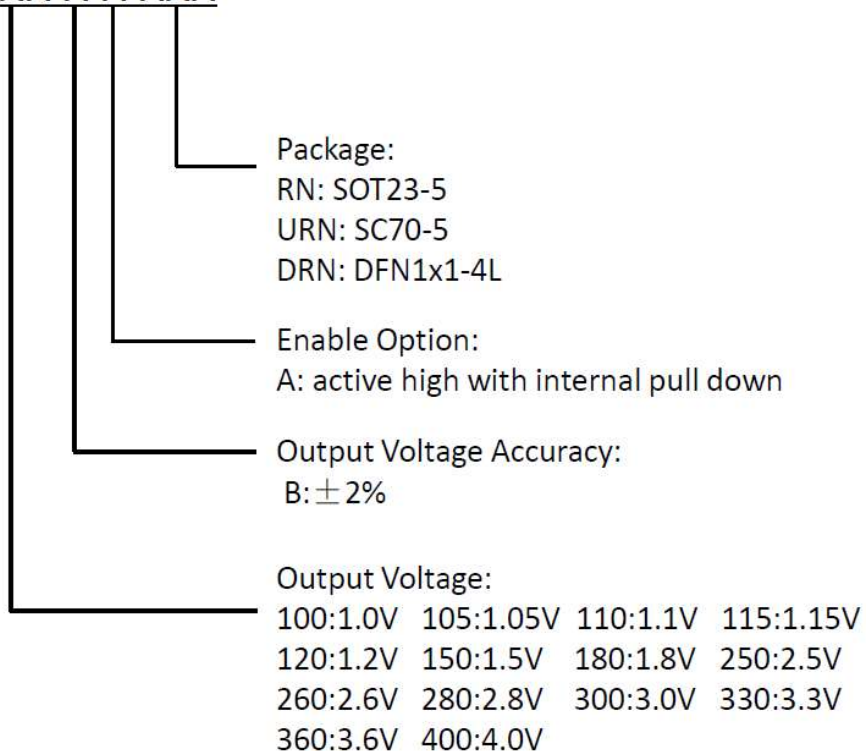 Package:
RN: SOT23-5
URN: SC70-5
DRN: DFN1x1-4L
Enable Option:
A: active high with internal pull down
Output Voltage Accuracy:
B:±2%
Output Voltage:
100:1.0V 105:1.05V 110:1.1V 115:1.15V
120:1.2V 150:1.5V 180:1.8V 250:2.5V
260:2.6V 280:2.8V 300:3.0V 330:3.3V
360:3.6V 400:4.0V